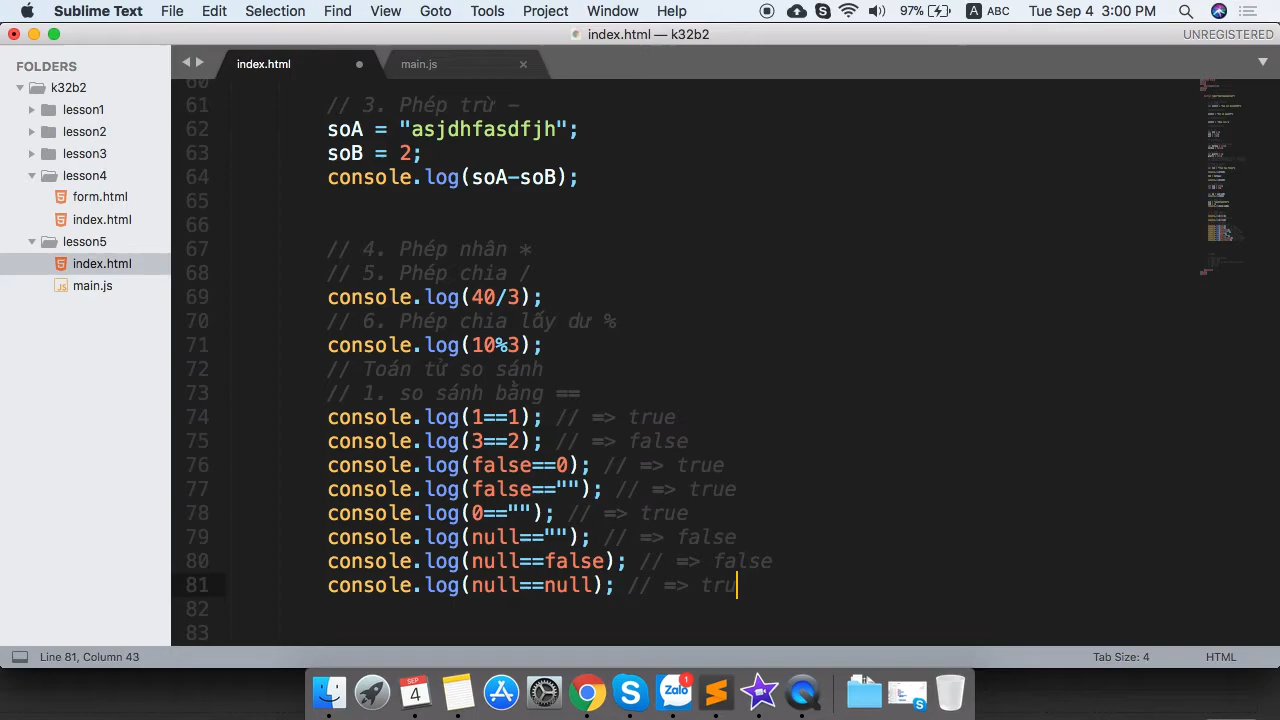 Sublime Text File Edit Selection Find View Goto Tools Project Window Help 97% A ABC Tue Sep 4 3:00 PM
index.html — k32b2 UNREGISTERED
FOLDERS
k32b2
lesson1
lesson2
lesson3
lesson4
form.html
index.html
lesson5
index.html
main.js
index.html main.js
60
61 // 3. Phép trừ -
62 soA = "asjdhfasdfjh";
63 soB = 2;
64 console.log(soA-soB);
65
66
67 // 4. Phép nhân *
68 // 5. Phép chia /
69 console.log(40/3);
70 // 6. Phép chia lấy dư %
71 console.log(10%3);
72 // Toán tử so sánh
73 // 1. so sánh bằng ==
74 console.log(1==1); // => true
75 console.log(3==2); // => false
76 console.log(false==0); // => true
77 console.log(false==""); // => true
78 console.log(0==""); // => true
79 console.log(null==""); // => false
80 console.log(null==false); // => false
81 console.log(null==null); // => tru
82
83
Line 81, Column 43 Tab Size: 4 HTML
SEP
4
Zalo
1